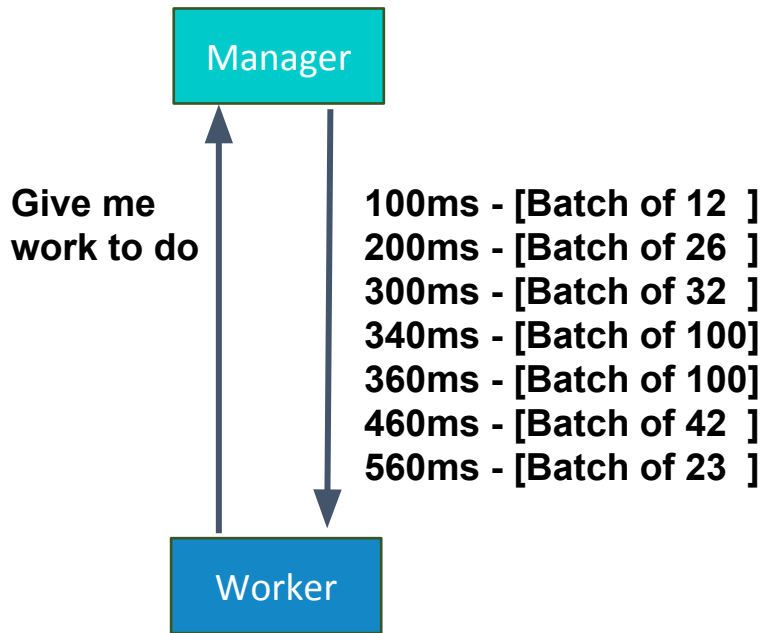 Manager
Give me
work to do
100ms - [Batch of 12  ]
200ms - [Batch of 26  ]
300ms - [Batch of 32  ]
340ms - [Batch of 100]
360ms - [Batch of 100]
460ms - [Batch of 42  ]
560ms - [Batch of 23  ]
Worker